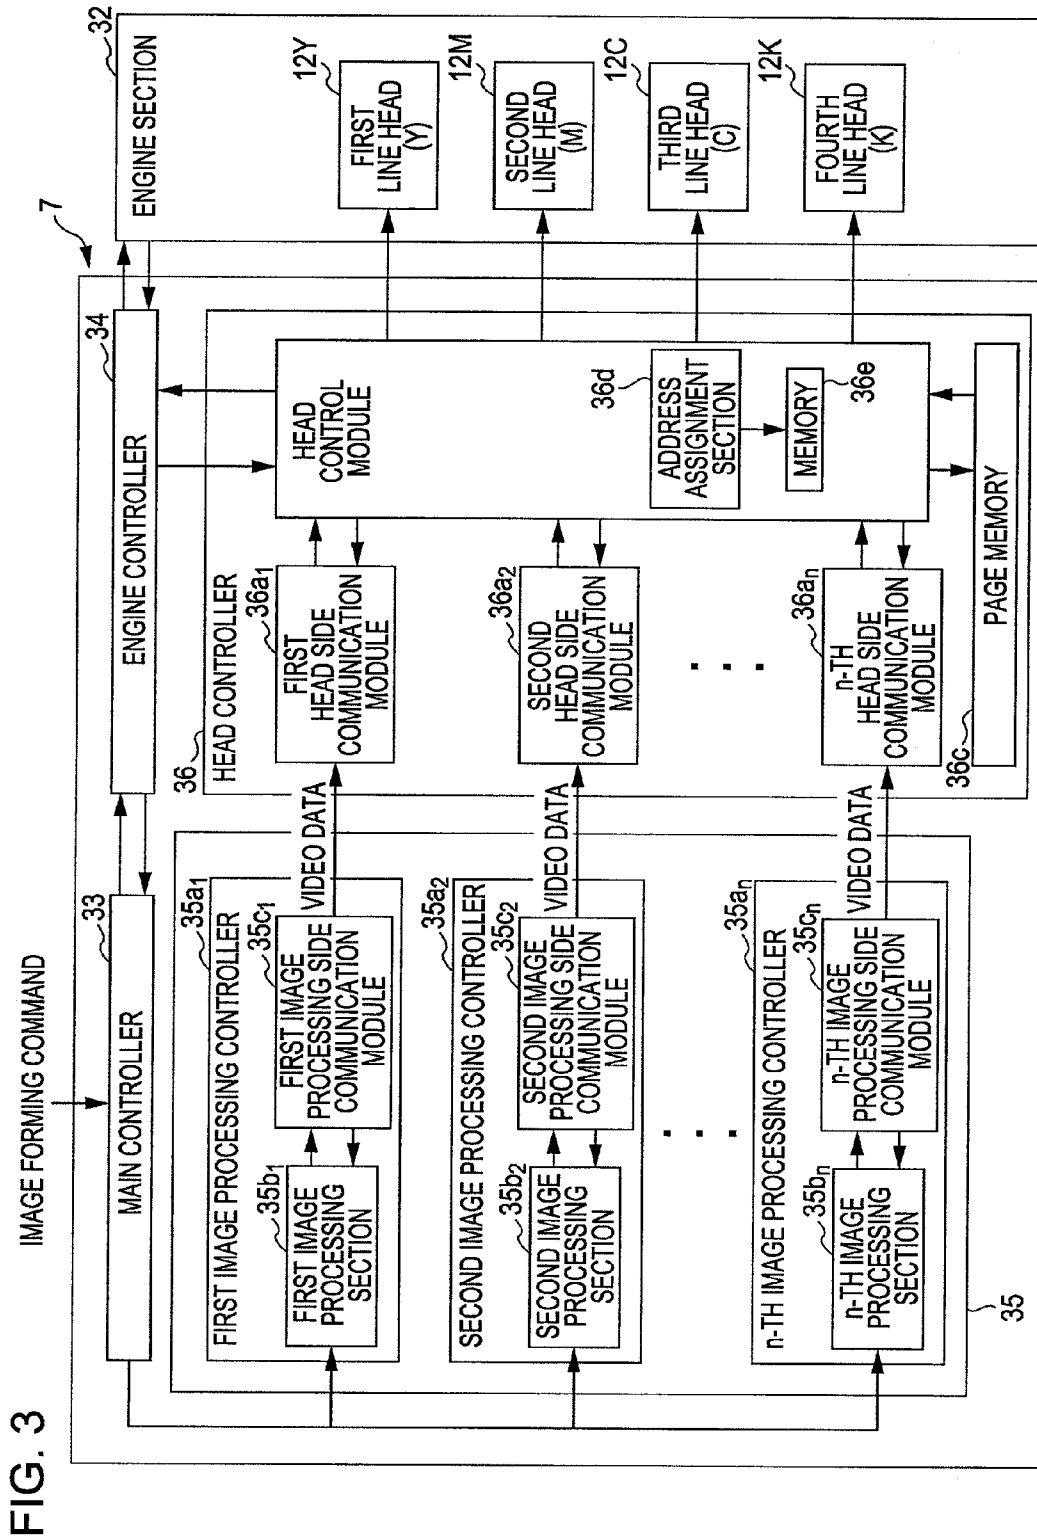 FIG. 3
IMAGE FORMING COMMAND
7
33
MAIN CONTROLLER
34
ENGINE CONTROLLER
32
ENGINE SECTION
35
35a1
FIRST IMAGE PROCESSING CONTROLLER
35b1
FIRST IMAGE
PROCESSING
SECTION
35c1
FIRST IMAGE
PROCESSING SIDE
COMMUNICATION
MODULE
VIDEO DATA
35a2
SECOND IMAGE PROCESSING CONTROLLER
35b2
SECOND IMAGE
PROCESSING
SECTION
35c2
SECOND IMAGE
PROCESSING SIDE
COMMUNICATION
MODULE
VIDEO DATA
35an
n-TH IMAGE PROCESSING CONTROLLER
35bn
n-TH IMAGE
PROCESSING
SECTION
35cn
n-TH IMAGE
PROCESSING SIDE
COMMUNICATION
MODULE
VIDEO DATA
36
HEAD CONTROLLER
36a1
FIRST
HEAD SIDE
COMMUNICATION
MODULE
36a2
SECOND
HEAD SIDE
COMMUNICATION
MODULE
36an
n-TH
HEAD SIDE
COMMUNICATION
MODULE
HEAD
CONTROL
MODULE
36d
ADDRESS
ASSIGNMENT
SECTION
36e
MEMORY
36c
PAGE MEMORY
12Y
FIRST
LINE HEAD
(Y)
12M
SECOND
LINE HEAD
(M)
12C
THIRD
LINE HEAD
(C)
12K
FOURTH
LINE HEAD
(K)